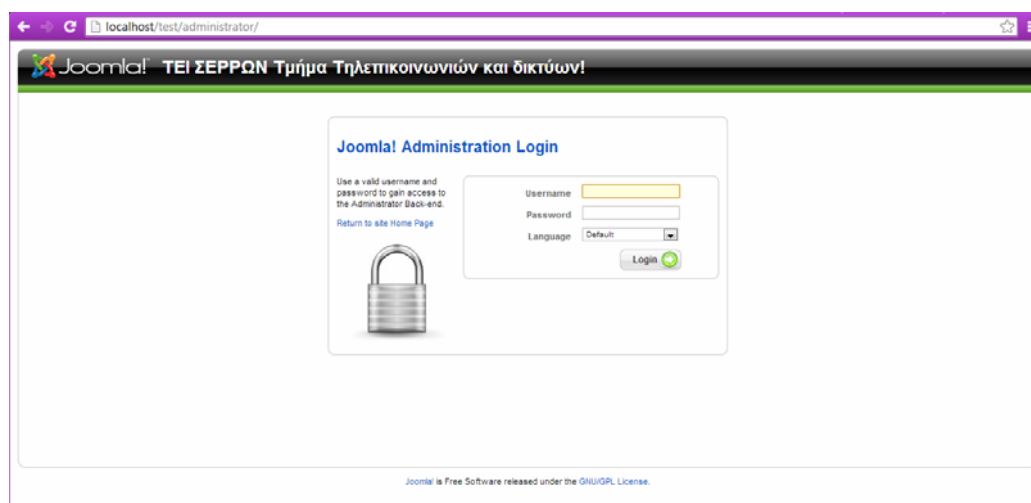 localhost/test/administrator/
Joomla! ΤΕΙ ΣΕΡΡΩΝ Τμήμα Τηλεπικοινωνιών και δικτύων!
Joomla! Administration Login
Use a valid username and
password to gain access to
the Administrator Back-end.
Return to site Home Page
Username
Password
Language Default
Login
Joomla! is Free Software released under the GNU/GPL License.